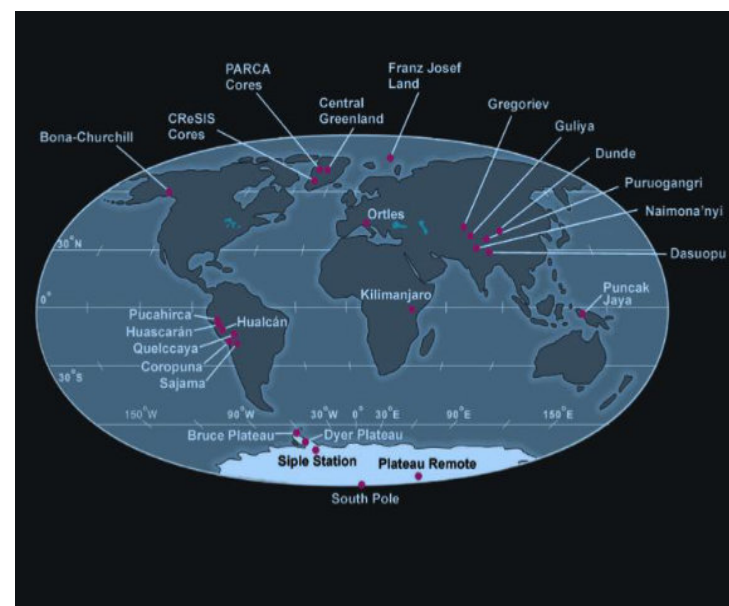 PARCA
Cores
Franz Josef
Land
Central
Greenland
Gregoriev
CReSIS
Cores
Guliya
Bona-Churchill
Dunde
Puruogangri
Naimona'nyi
Ortles
30°N
Dasuopu
Kilimanjaro
Puncak
Jaya
0°
Pucahirca
Hualcán
Huascarán
Quelccaya
Coropuna
Sajama
30°S
150°W 90°W 30°W 0° 30°E 90°E 150°E
Bruce Plateau
Dyer Plateau
Siple Station
Plateau Remote
South Pole